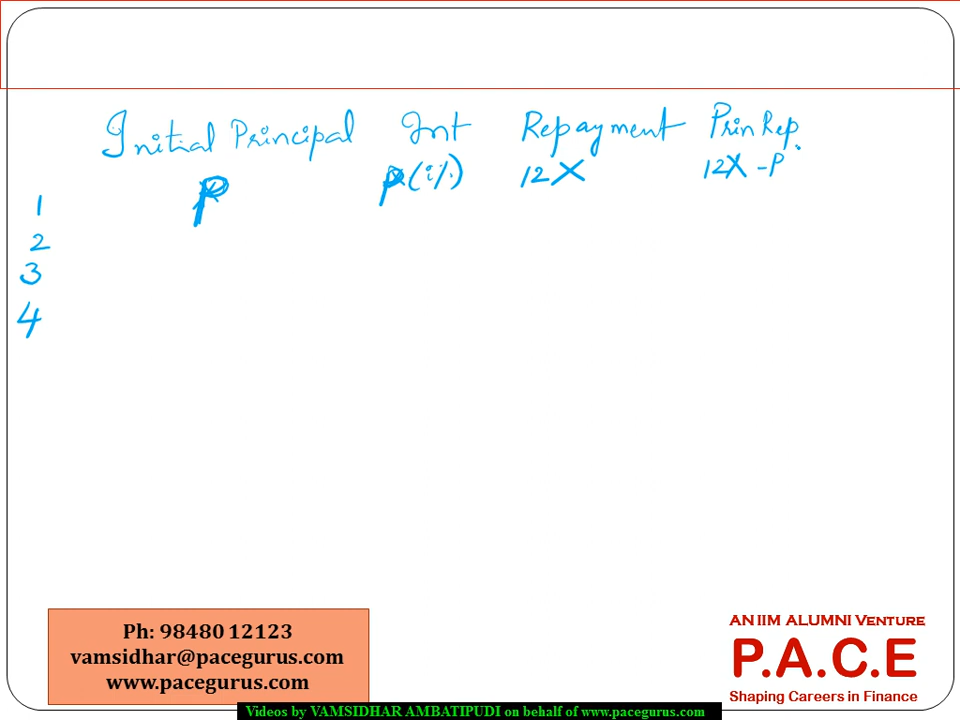 Initial Principal Int Repayment Prin Rep.
P P(i%) 12X 12X - P
1
2
3
4
Ph: 98480 12123
vamsidhar@pacegurus.com
www.pacegurus.com
AN IIM ALUMNI VENTURE
P.A.C.E
Shaping Careers in Finance
Videos by VAMSIDHAR AMBATIPUDI on behalf of www.pacegurus.com